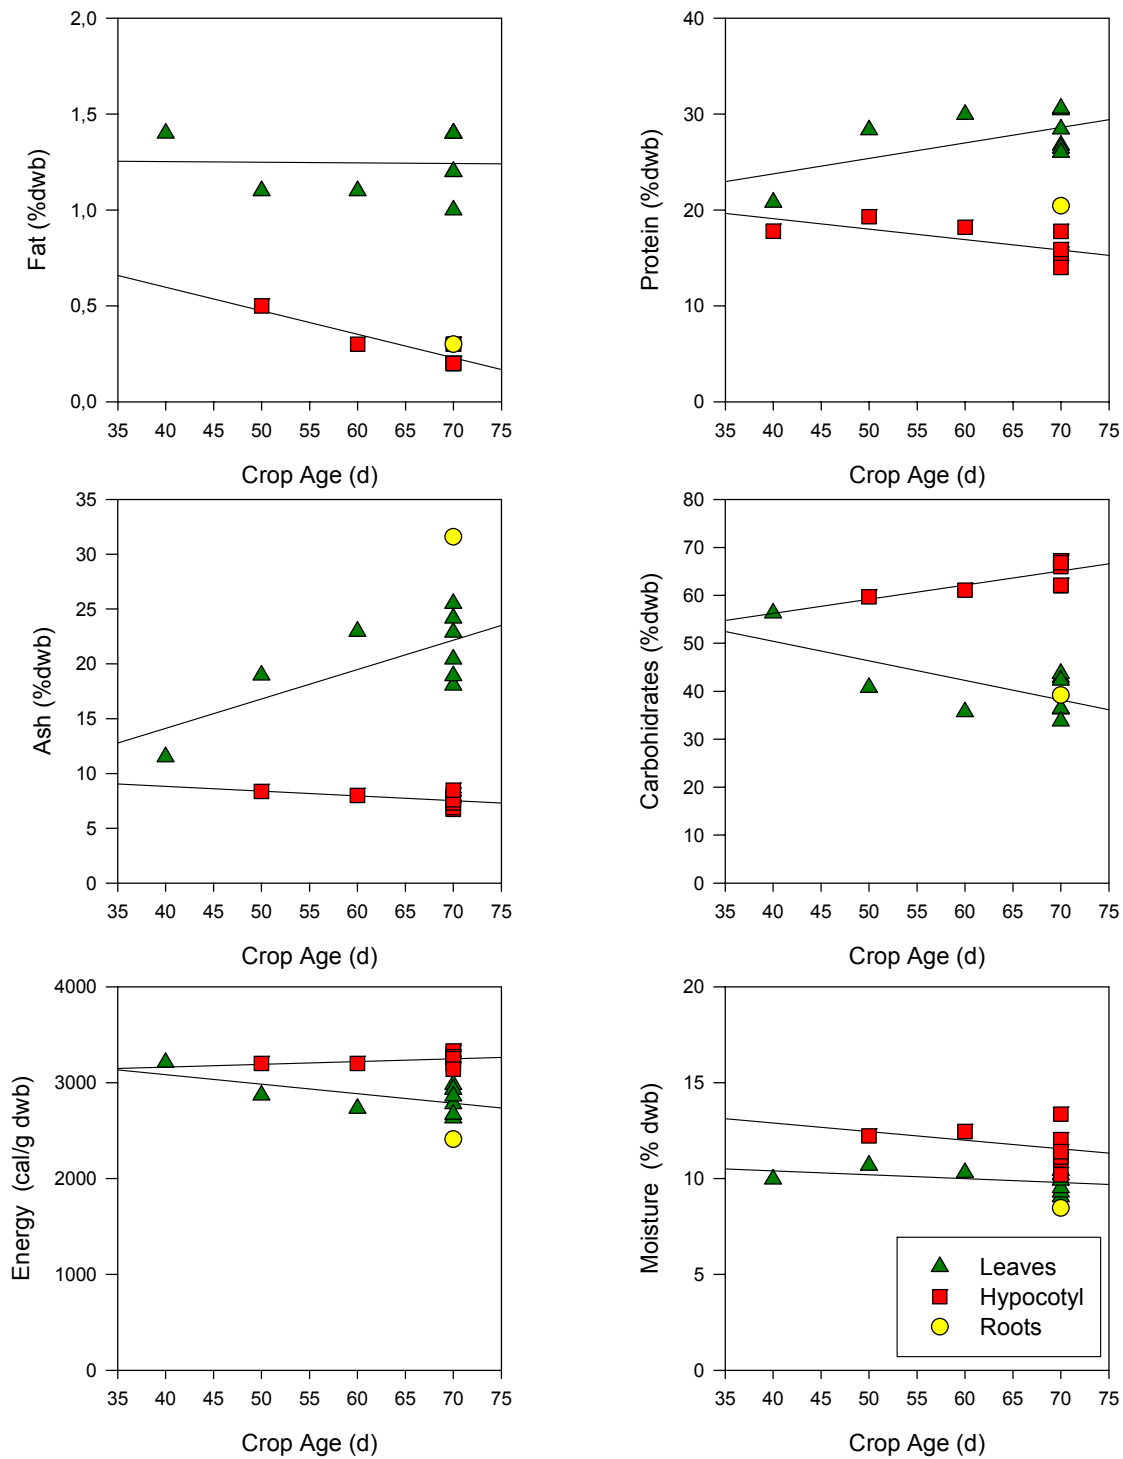 2,0
1,5
1,0
0,5
0,0
Fat (%dwb)
35 40 45 50 55 60 65 70 75
Crop Age (d)
40
30
20
10
0
Protein (%dwb)
35 40 45 50 55 60 65 70 75
Crop Age (d)
35
30
25
20
15
10
5
0
Ash (%dwb)
35 40 45 50 55 60 65 70 75
Crop Age (d)
80
70
60
50
40
30
20
10
0
Carbohidrates (%dwb)
35 40 45 50 55 60 65 70 75
Crop Age (d)
4000
3000
2000
1000
0
Energy (cal/g dwb)
35 40 45 50 55 60 65 70 75
Crop Age (d)
20
15
10
5
0
Moisture (% dwb)
Leaves
Hypocotyl
Roots
35 40 45 50 55 60 65 70 75
Crop Age (d)